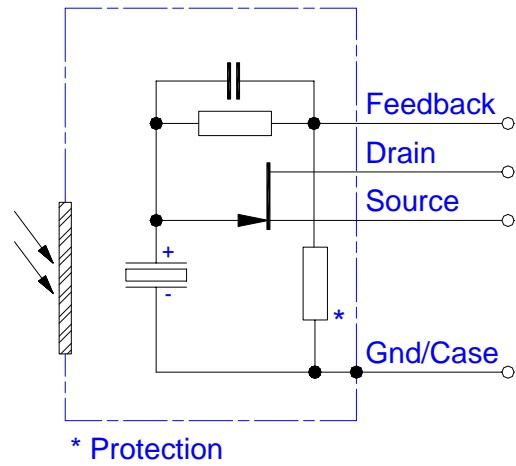 Feedback
Drain
Source
+
-
*
Gnd/Case
* Protection